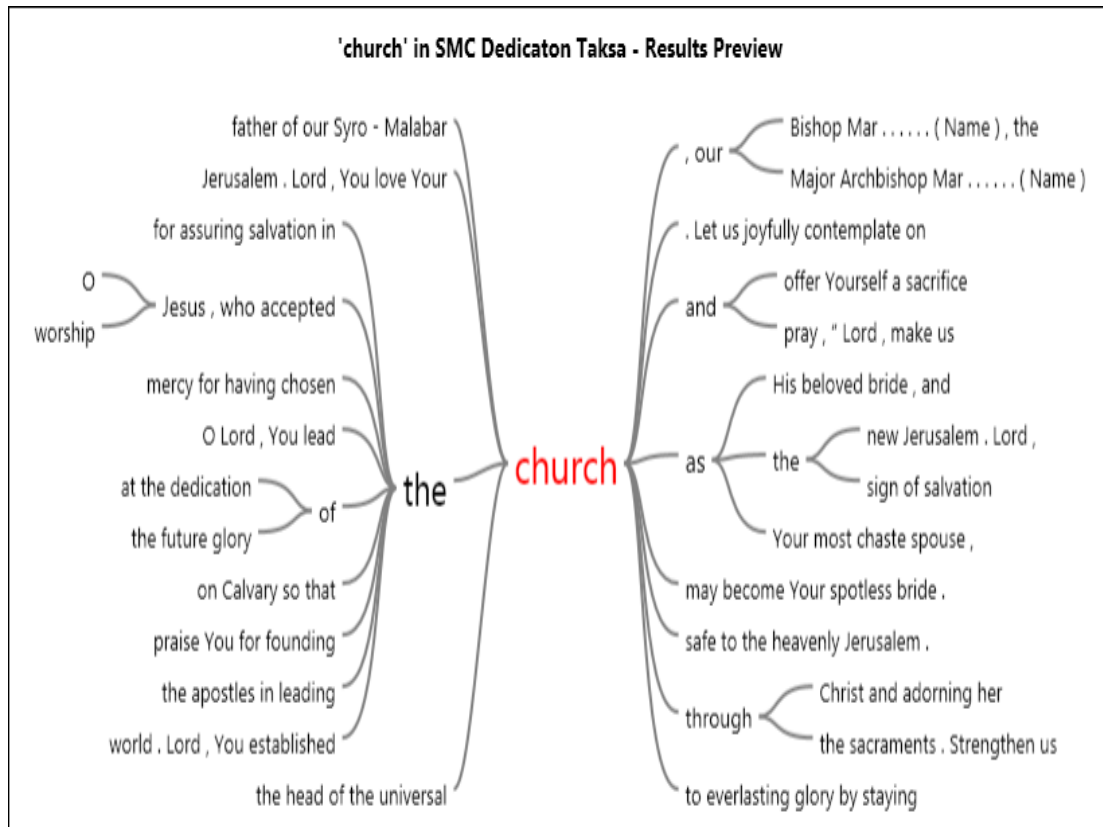 'church' in SMC Dedicaton Taksa - Results Preview
father of our Syro - Malabar
Jerusalem . Lord , You love Your
for assuring salvation in
O
worship
Jesus , who accepted
mercy for having chosen
O Lord , You lead
at the dedication
the future glory
of
on Calvary so that
praise You for founding
the apostles in leading
world . Lord , You established
the
the head of the universal
church
, our
Bishop Mar . . . . . . ( Name ) , the
Major Archbishop Mar . . . . . . ( Name )
. Let us joyfully contemplate on
and
offer Yourself a sacrifice
pray , “ Lord , make us
as
His beloved bride , and
the
new Jerusalem . Lord ,
sign of salvation
Your most chaste spouse ,
may become Your spotless bride .
safe to the heavenly Jerusalem .
through
Christ and adorning her
the sacraments . Strengthen us
to everlasting glory by staying